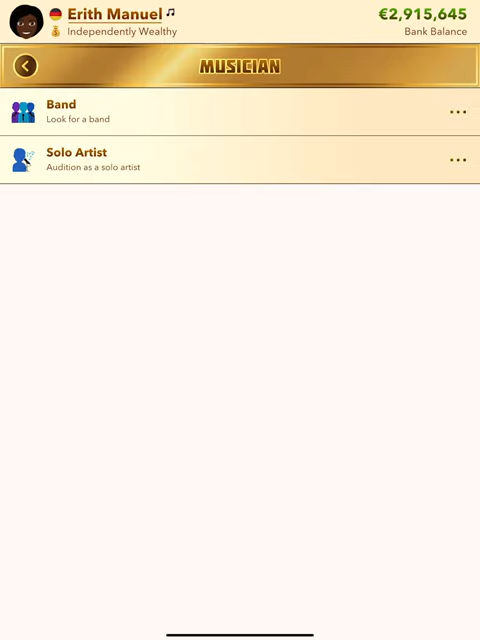 Erith Manuel
€2,915,645
Independently Wealthy
Bank Balance
MUSICIAN
Band
Look for a band
Solo Artist
Audition as a solo artist